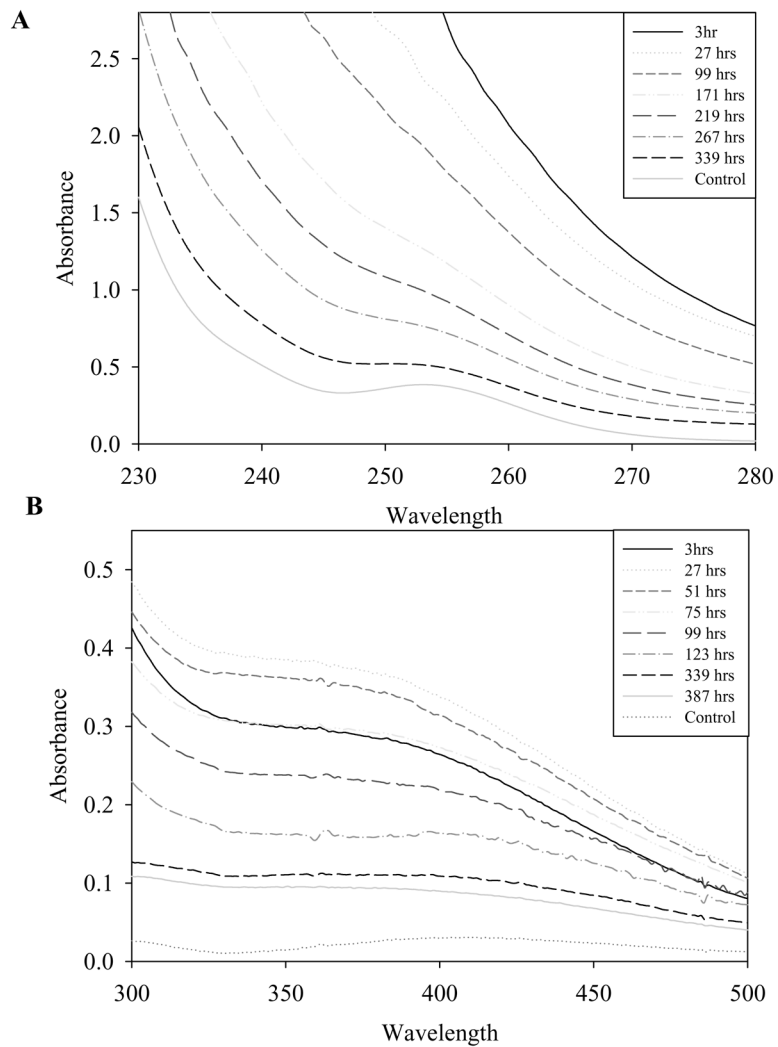 A
Absorbance
2.5
2.0
1.5
1.0
0.5
0.0
3hr
27 hrs
99 hrs
171 hrs
219 hrs
267 hrs
339 hrs
Control
230 240 250 260 270 280
Wavelength
B
Absorbance
0.5
0.4
0.3
0.2
0.1
0.0
3hrs
27 hrs
51 hrs
75 hrs
99 hrs
123 hrs
339 hrs
387 hrs
Control
300 350 400 450 500
Wavelength